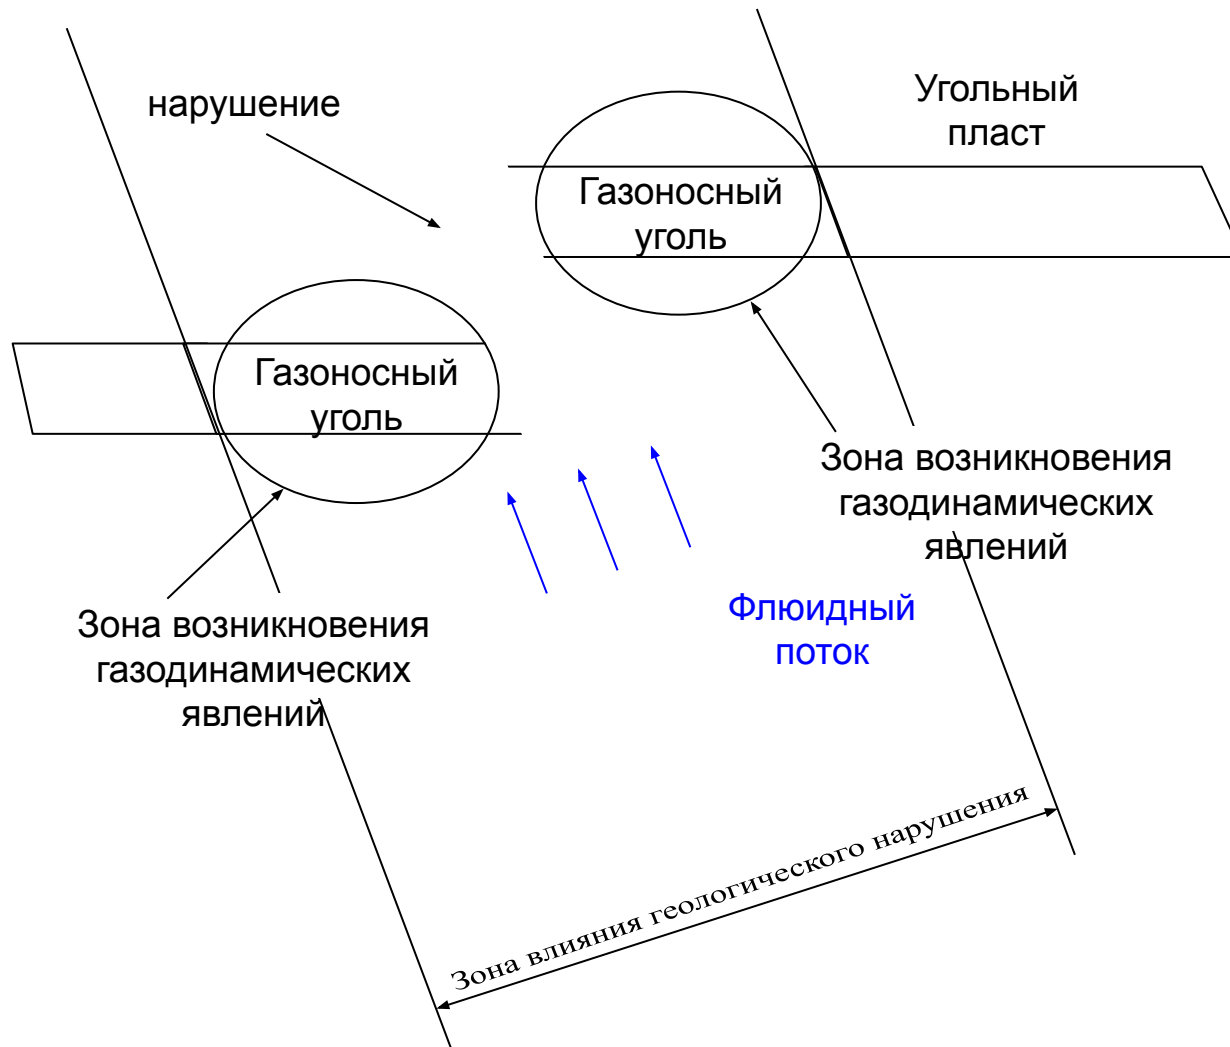 нарушение
Угольный
пласт
Газоносный
уголь
Газоносный
уголь
Зона возникновения
газодинамических
явлений
Зона возникновения
газодинамических
явлений
Флюидный
поток
Зона влияния геологического нарушения